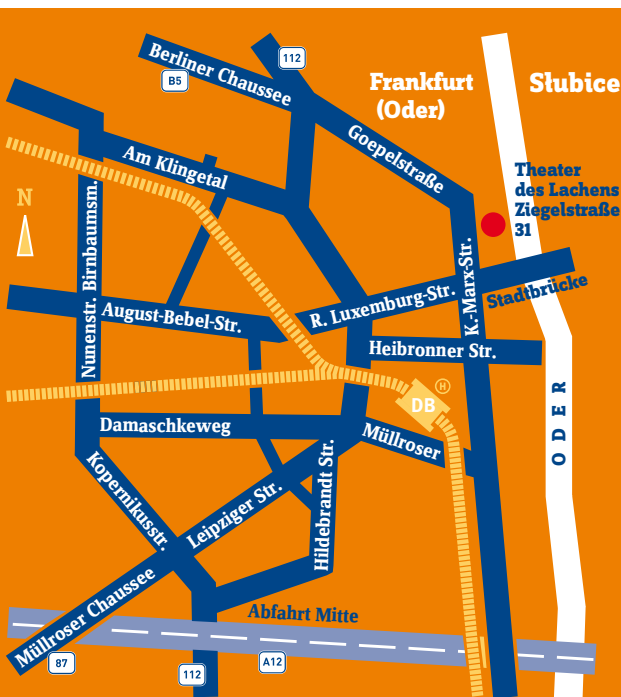 Berliner Chaussee
B5
112
Frankfurt
(Oder)
Słubice
Goepelstraße
Am Klingetal
Theater
des Lachens
Ziegelstraße
31
N
Nunenstr. Birnbaumsm.
K.-Marx-Str.
Stadtbrücke
R. Luxemburg-Str.
August-Bebel-Str.
Heibronner Str.
H
DB
ODER
Damaschkeweg
Müllroser
Kopernikusstr.
Leipziger Str.
Hildebrandt Str.
Müllroser Chaussee
Abfahrt Mitte
87
112
A12